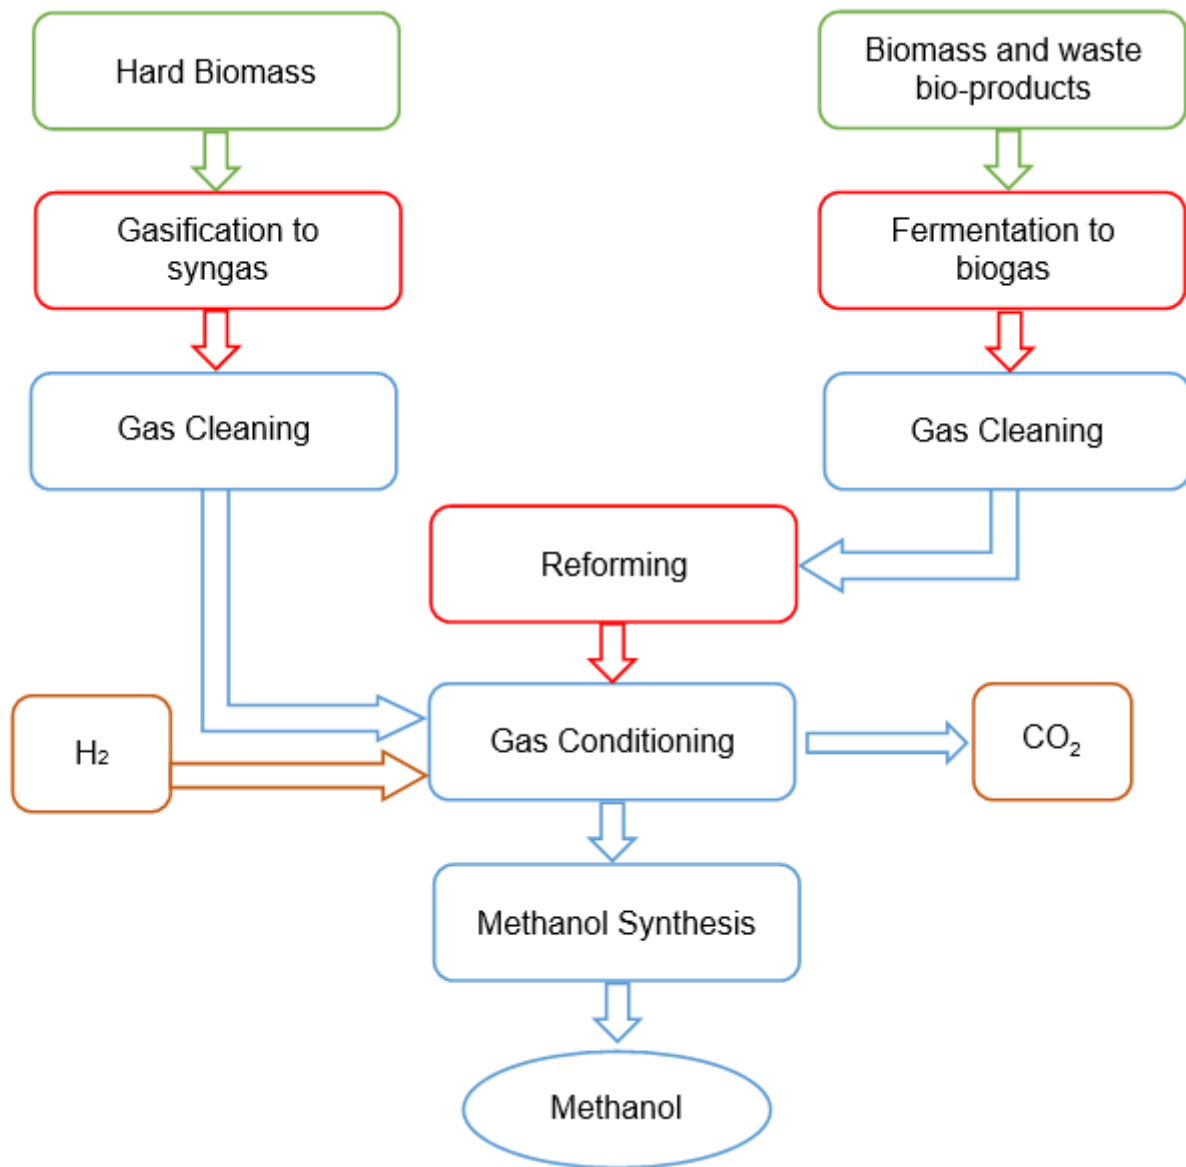 Hard Biomass
Biomass and waste
bio-products
Gasification to
syngas
Fermentation to
biogas
Gas Cleaning
Gas Cleaning
Reforming
H₂
Gas Conditioning
CO₂
Methanol Synthesis
Methanol